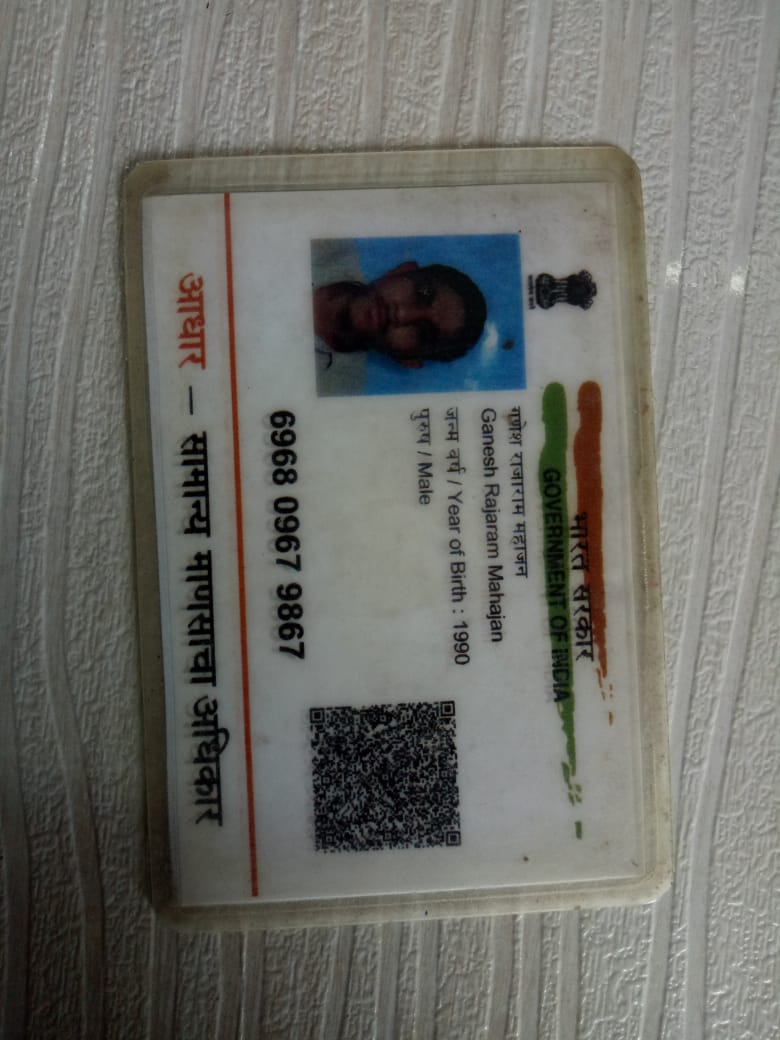 भारत सरकार
GOVERNMENT OF INDIA
गणेश राजाराम महाजन
Ganesh Rajaram Mahajan
जन्म वर्ष / Year of Birth : 1990
पुरुष / Male
6968 0967 9867
आधार – सामान्य माणसाचा अधिकार